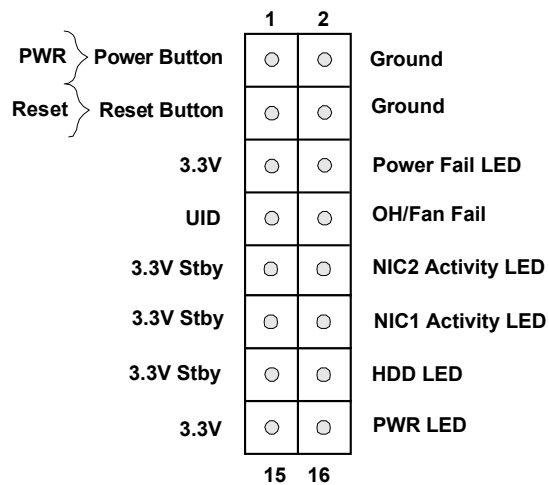 1 2
PWR Power Button Ground
Reset Reset Button Ground
3.3V Power Fail LED
UID OH/Fan Fail
3.3V Stby NIC2 Activity LED
3.3V Stby NIC1 Activity LED
3.3V Stby HDD LED
3.3V PWR LED
15 16